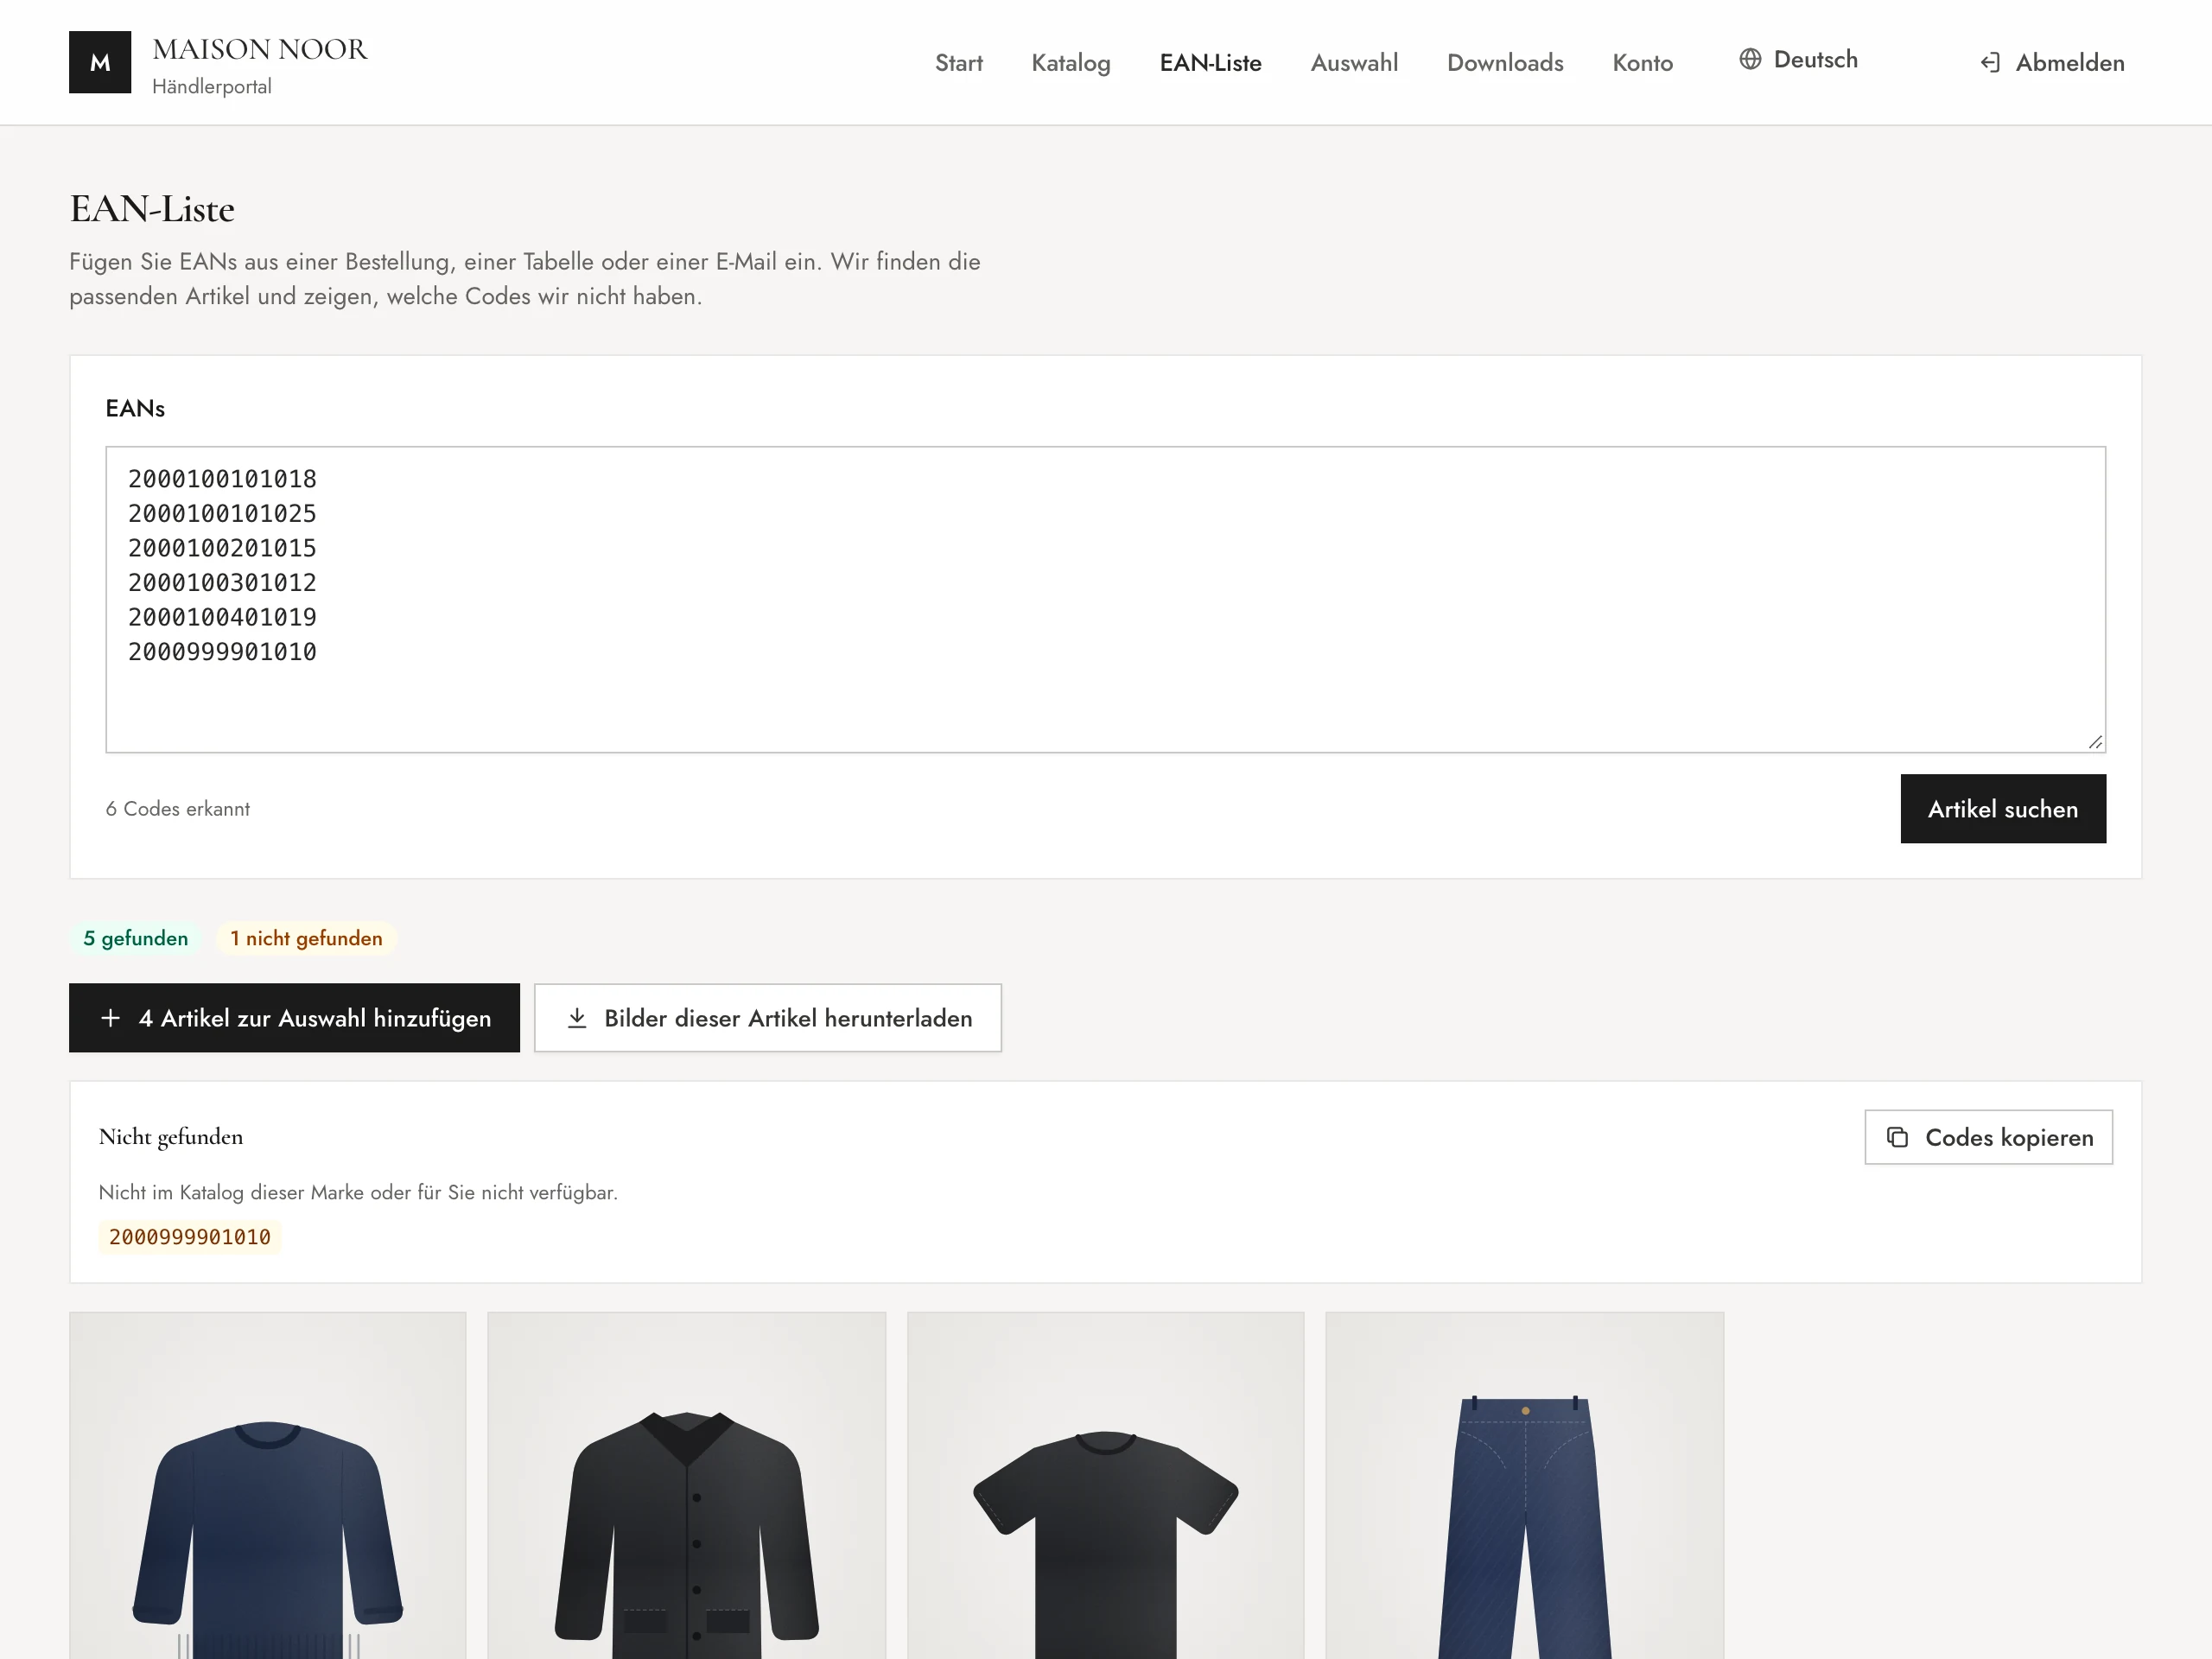 M
MAISON NOOR
Händlerportal
Start
Katalog
EAN-Liste
Auswahl
Downloads
Konto
Deutsch
Abmelden
EAN-Liste
Fügen Sie EANs aus einer Bestellung, einer Tabelle oder einer E-Mail ein. Wir finden die
passenden Artikel und zeigen, welche Codes wir nicht haben.
EANs
2000100101018
2000100101025
2000100201015
2000100301012
2000100401019
2000999901010
6 Codes erkannt
Artikel suchen
5 gefunden
1 nicht gefunden
4 Artikel zur Auswahl hinzufügen
Bilder dieser Artikel herunterladen
Nicht gefunden
Codes kopieren
Nicht im Katalog dieser Marke oder für Sie nicht verfügbar.
2000999901010